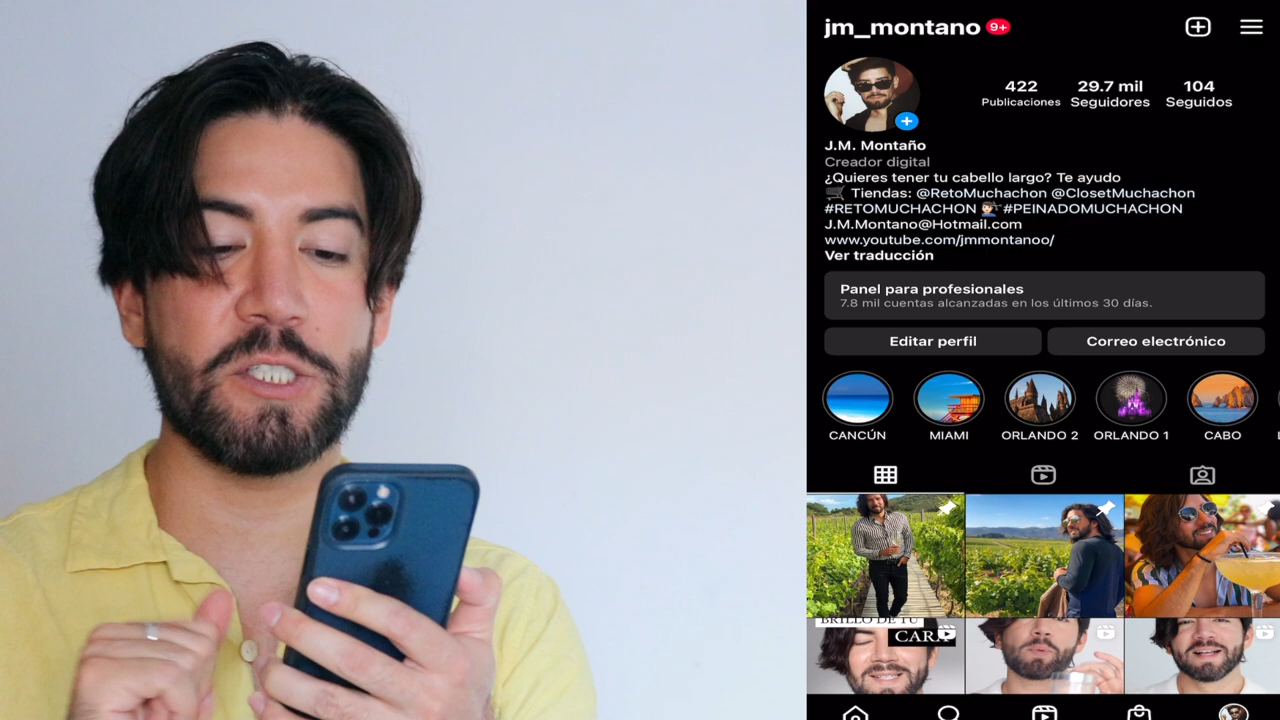 jm_montano 9+
422 29.7 mil 104
Publicaciones Seguidores Seguidos
J.M. Montaño
Creador digital
¿Quieres tener tu cabello largo? Te ayudo
Tiendas: @RetoMuchachon @ClosetMuchachon
#RETOMUCHACHON #PEINADOMUCHACHON
J.M.Montano@Hotmail.com
www.youtube.com/jmmontanoo/
Ver traducción
Panel para profesionales
7.8 mil cuentas alcanzadas en los últimos 30 días.
Editar perfil Correo electrónico
CANCÚN MIAMI ORLANDO 2 ORLANDO 1 CABO
BRILLO DE TU
CARA